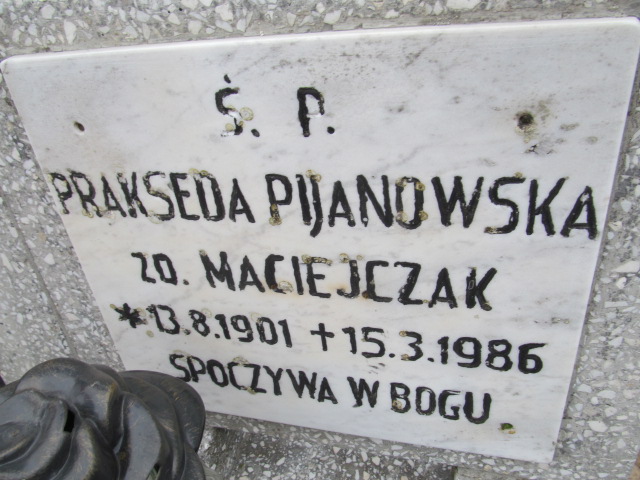 Ś. P.
PRAKSEDA PIJANOWSKA
ZD. MACIEJCZAK
*13.8.1901 +15.3.1986
SPOCZYWA W BOGU